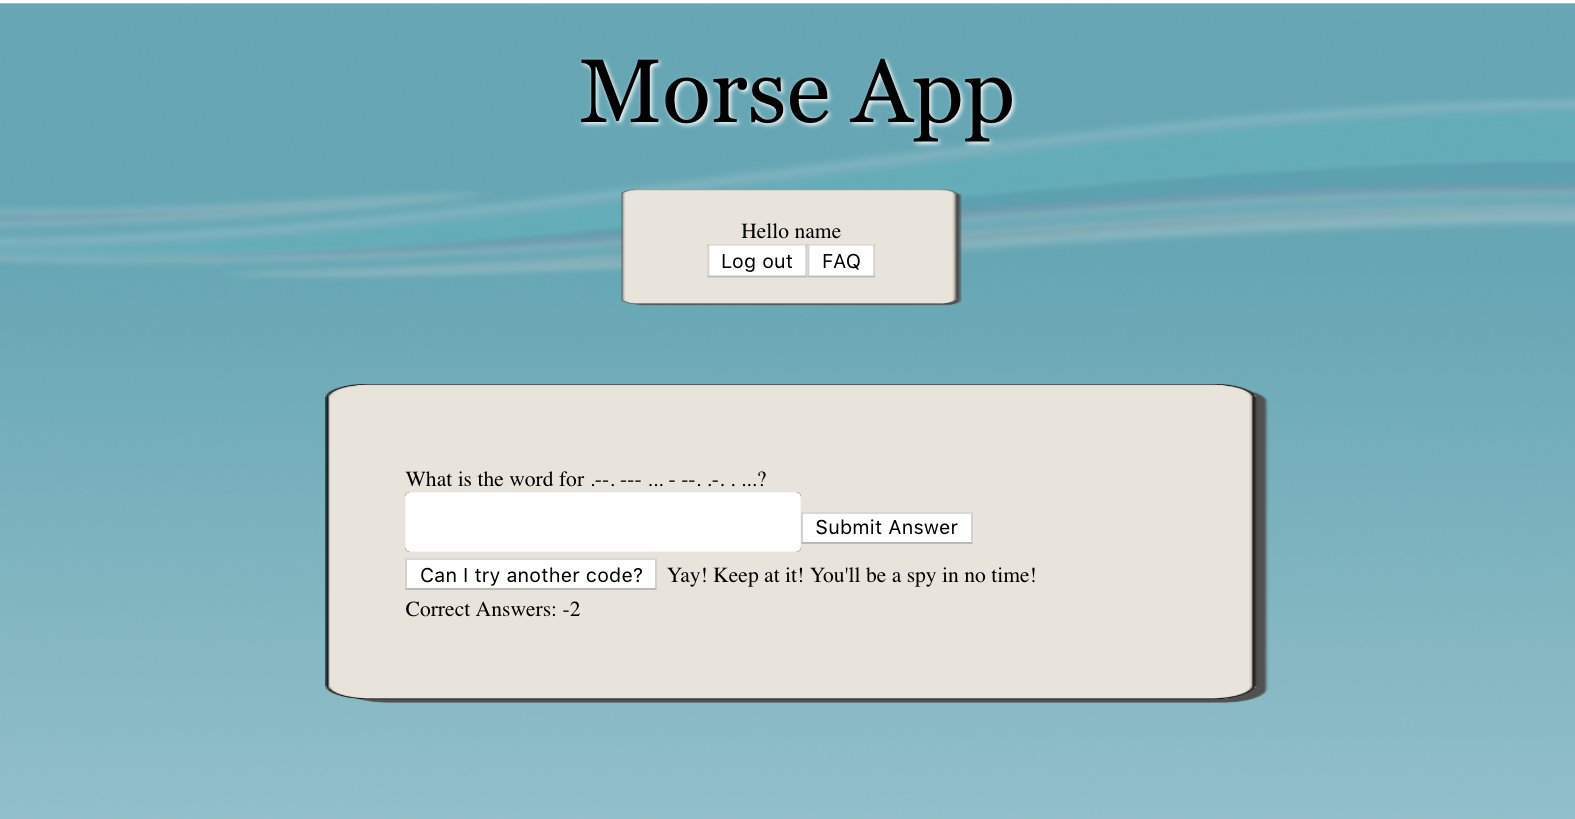 Morse App
Hello name
Log out FAQ
What is the word for .--. --- ... - --. .-. . ...?
Submit Answer
Can I try another code? Yay! Keep at it! You'll be a spy in no time!
Correct Answers: -2